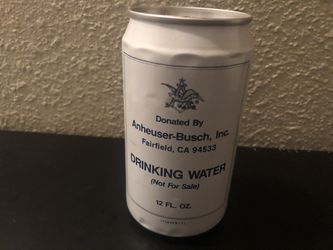 Donated By
Anheuser-Busch, Inc.
Fairfield, CA 94533
DRINKING WATER
(Not For Sale)
12 FL. OZ.